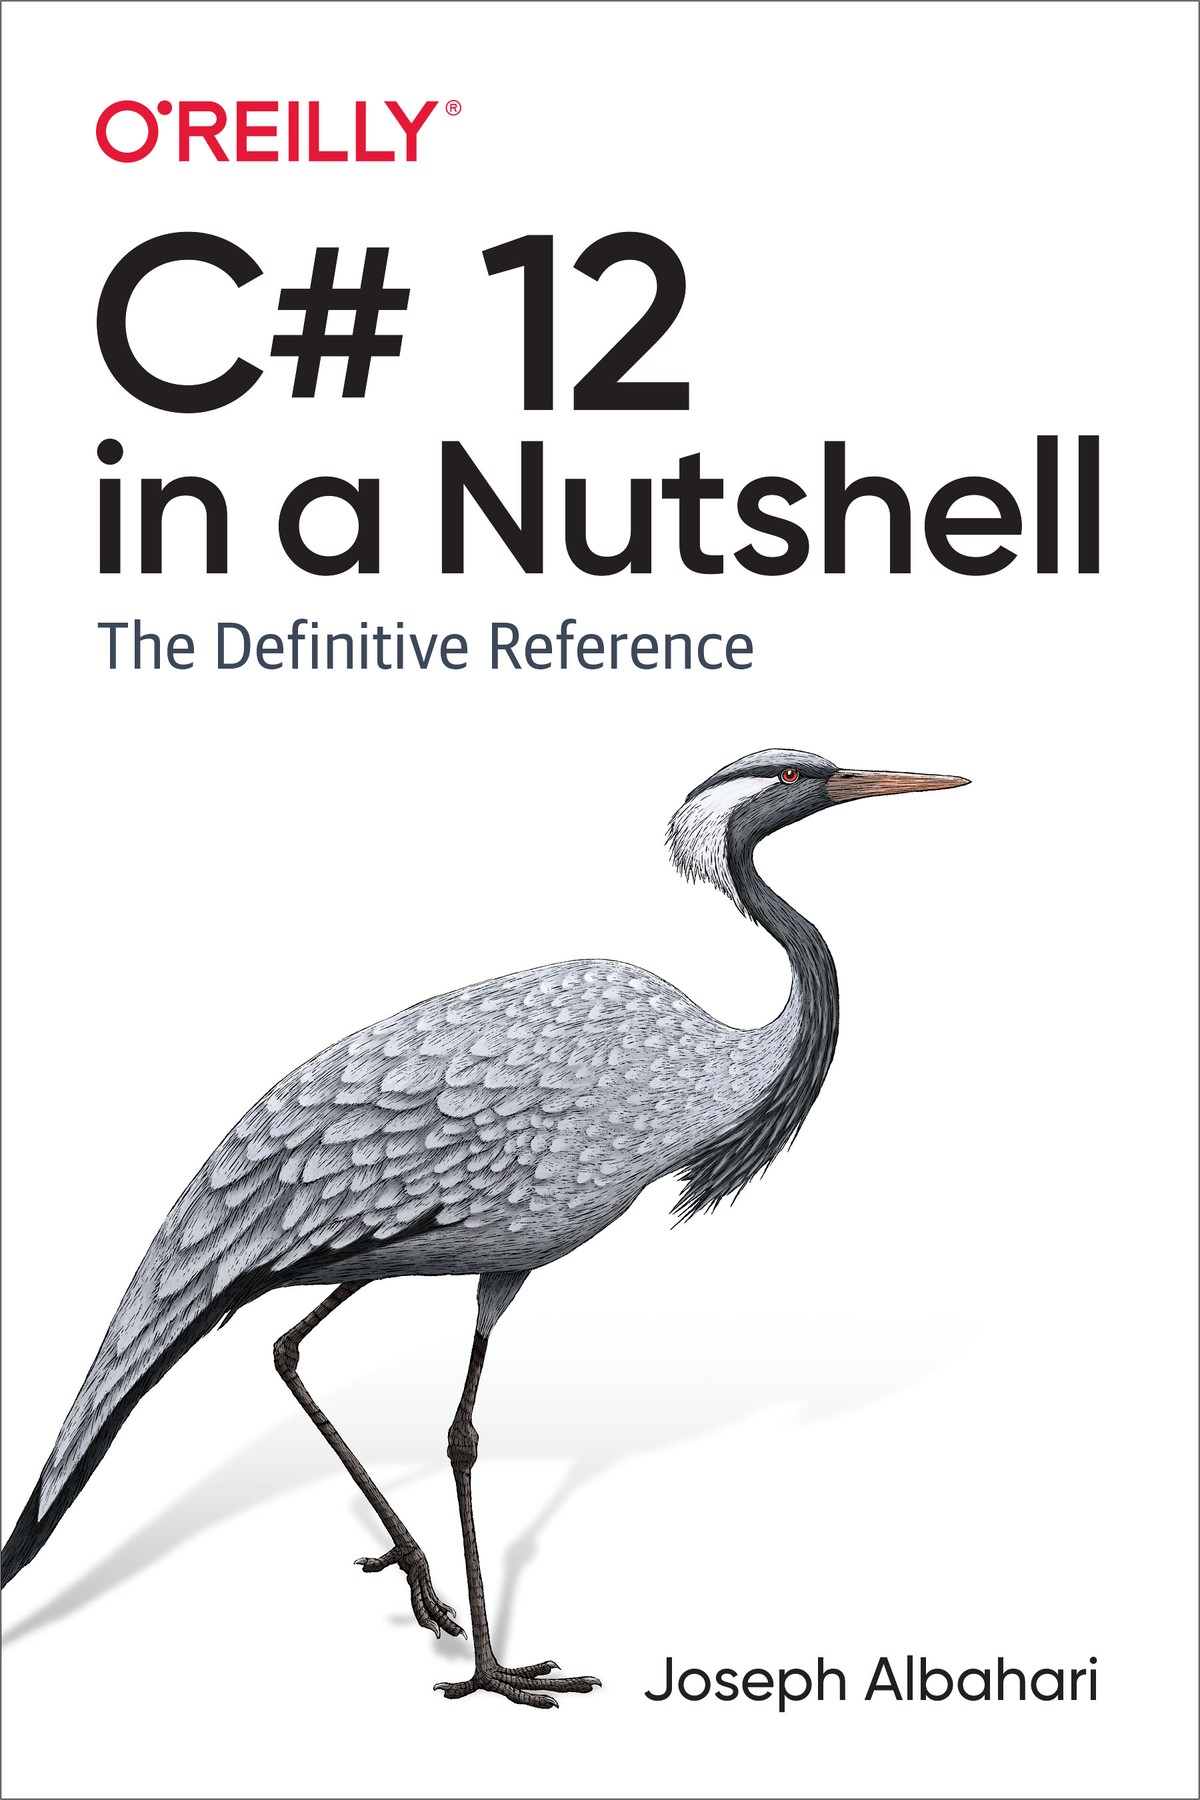 O'REILLY®
C# 12
in a Nutshell
The Definitive Reference
Joseph Albahari